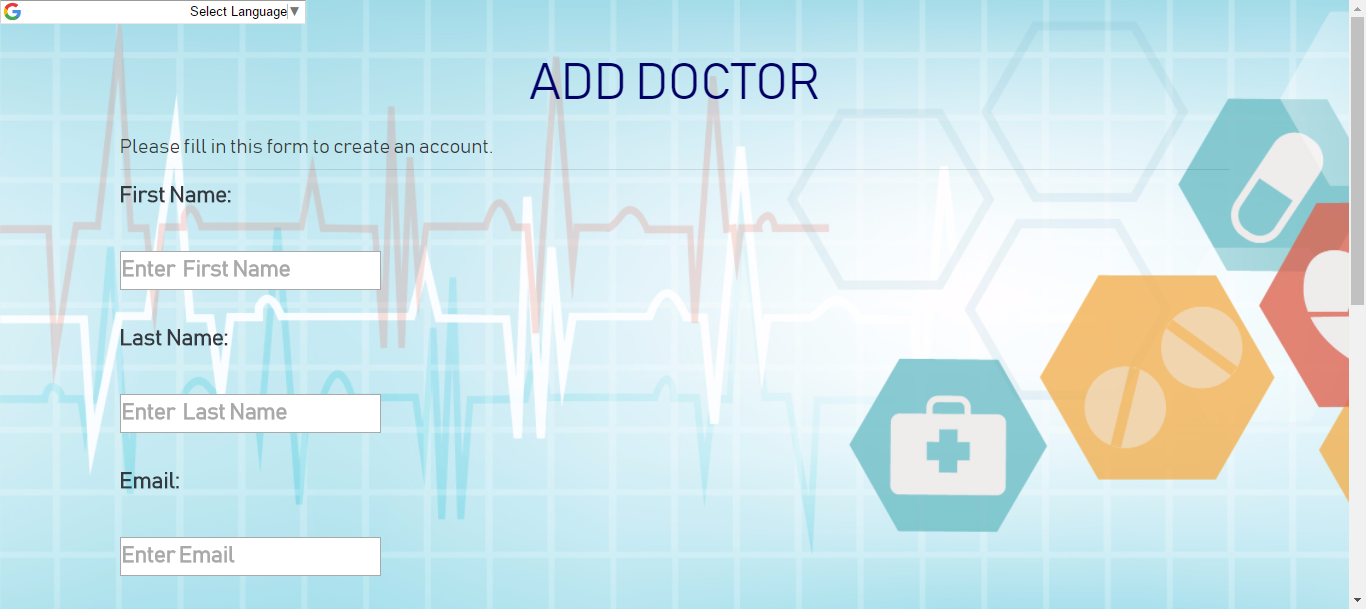 Select Language▼
ADD DOCTOR
Please fill in this form to create an account.
First Name:
Enter First Name
Last Name:
Enter Last Name
Email:
Enter Email